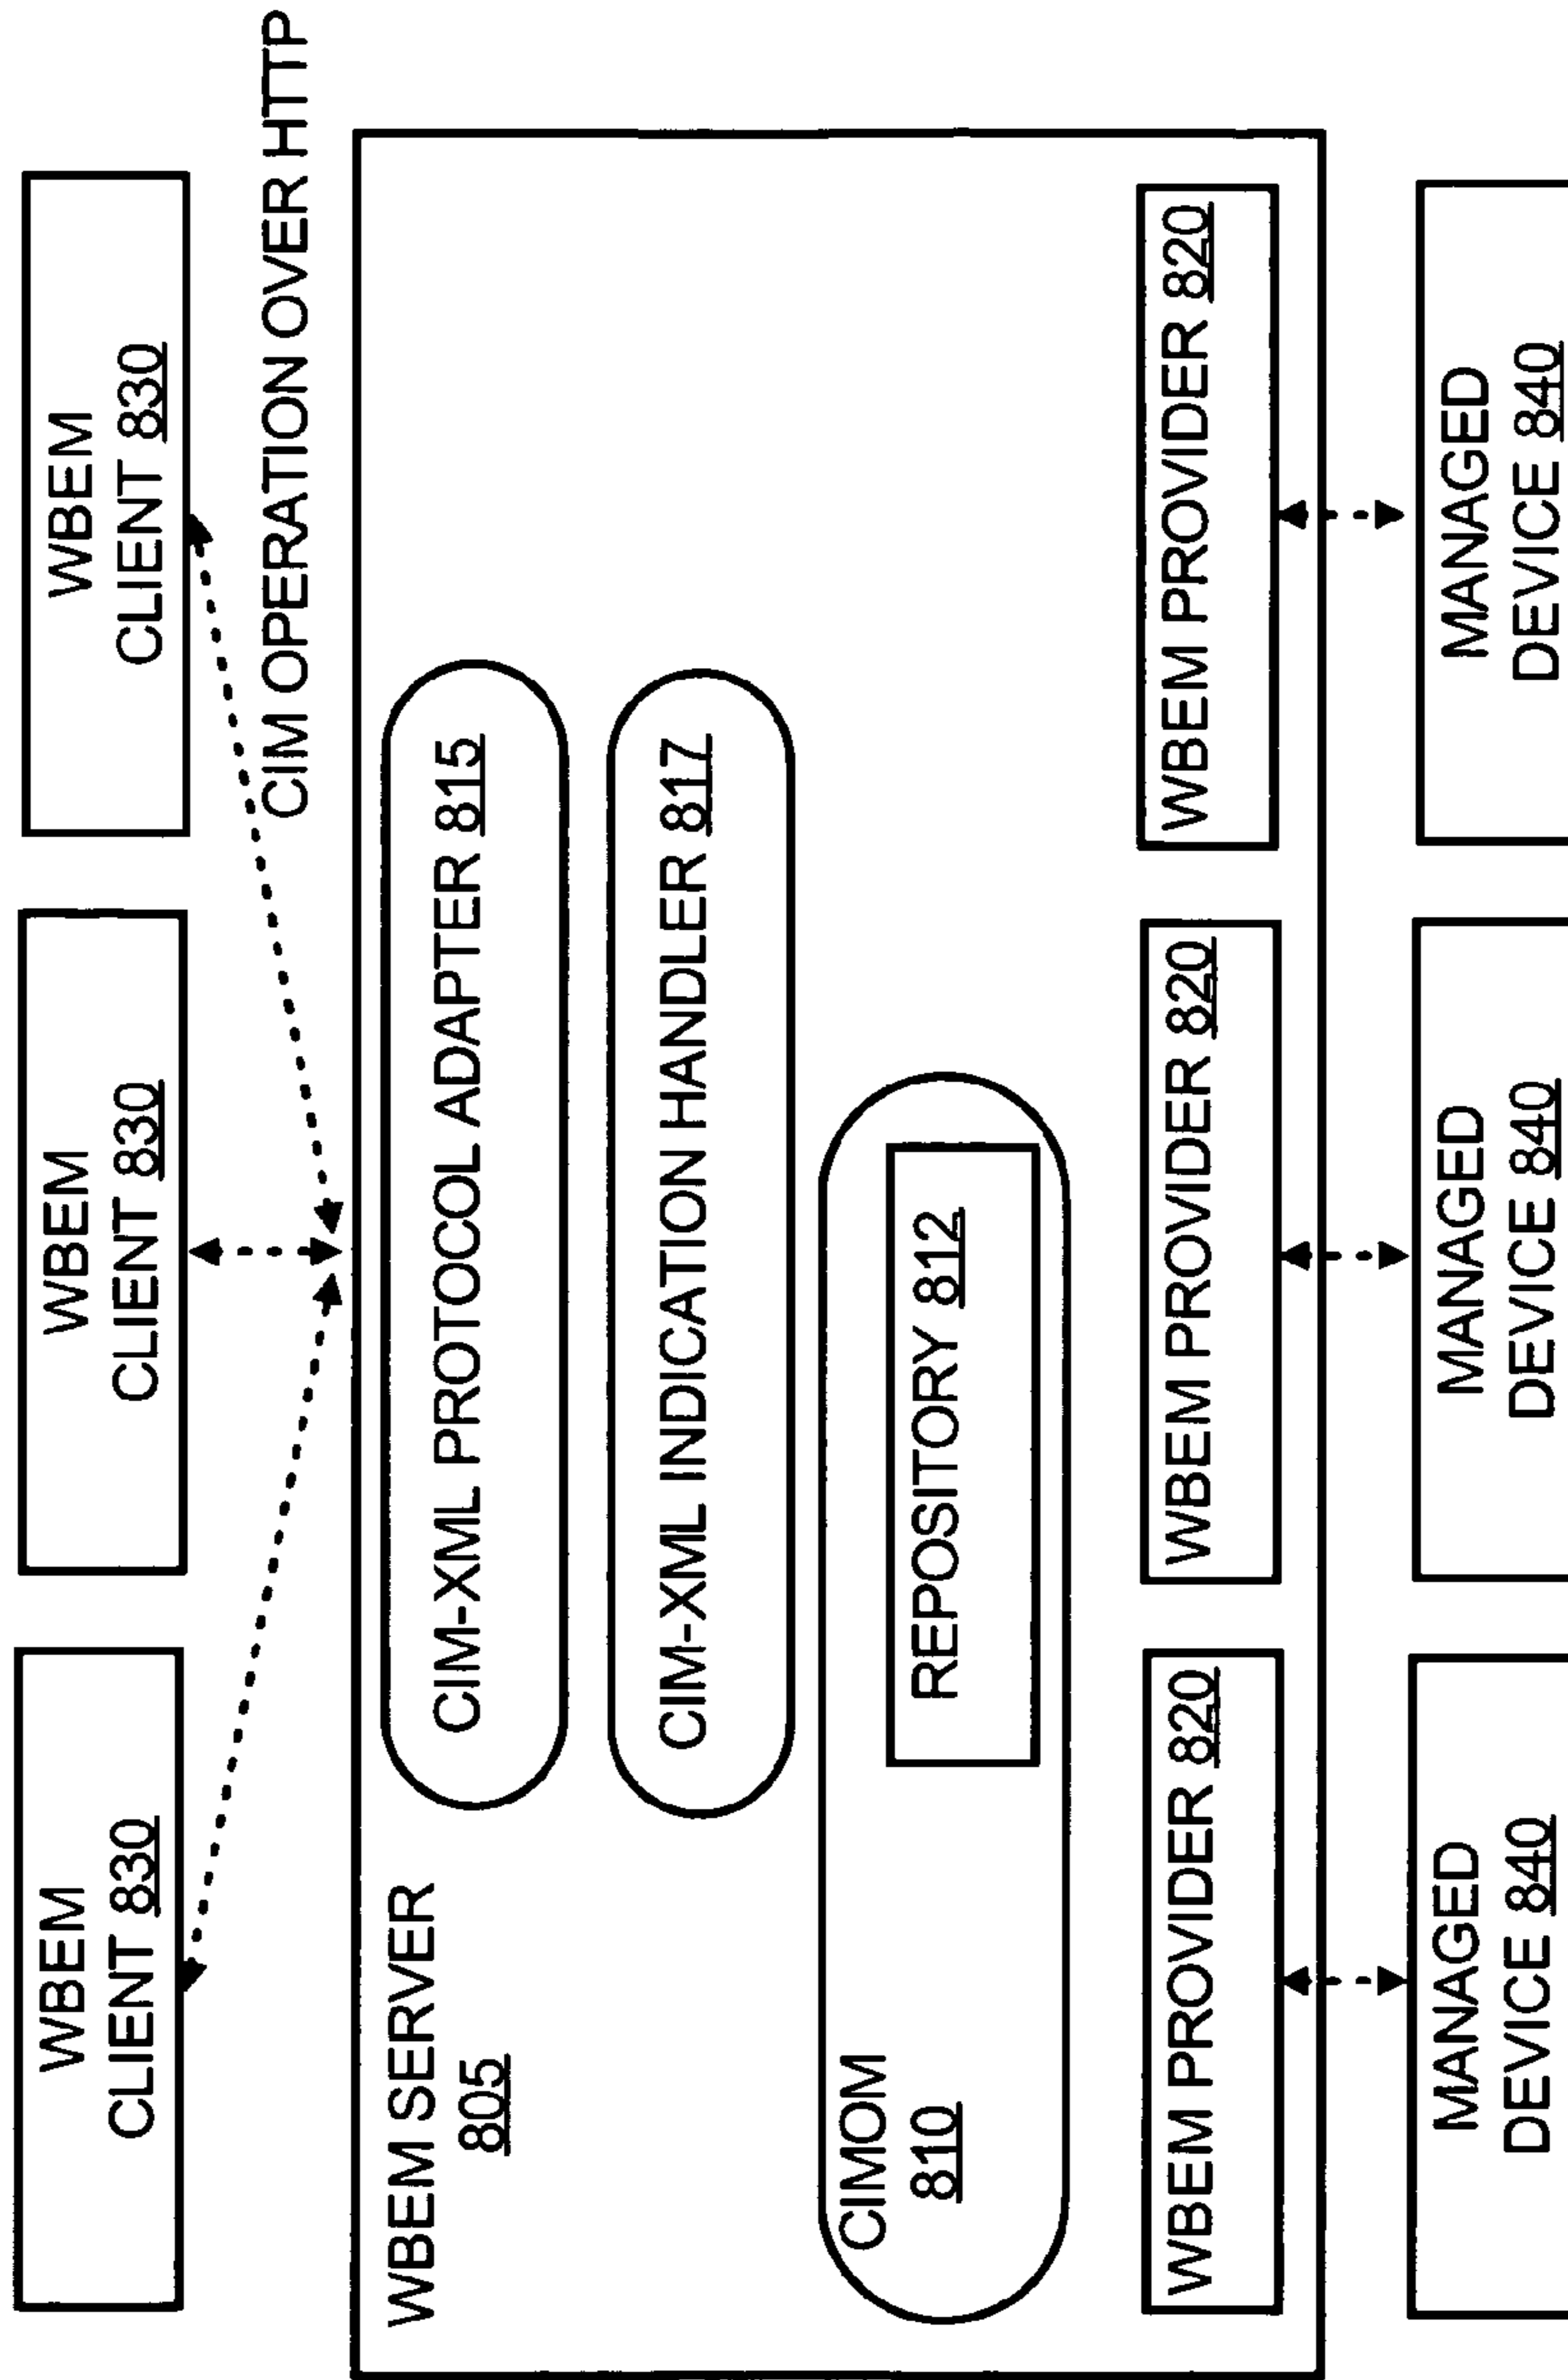 WBEM
CLIENT 830
WBEM
CLIENT 830
WBEM
CLIENT 830
CIM OPERATION OVER HTTP
WBEM SERVER
805
CIM-XML PROTOCOL ADAPTER 815
CIM-XML INDICATION HANDLER 817
CIMOM
810
REPOSITORY 812
WBEM PROVIDER 820
WBEM PROVIDER 820
WBEM PROVIDER 820
MANAGED
DEVICE 840
MANAGED
DEVICE 840
MANAGED
DEVICE 840